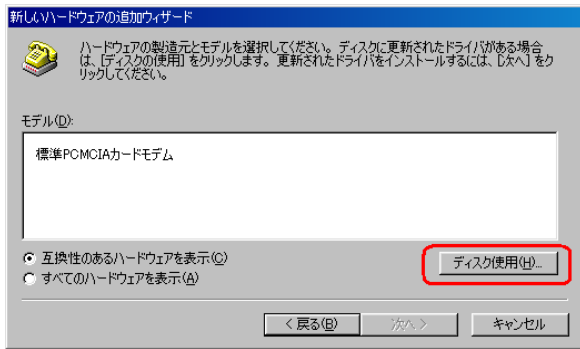 新しいハードウェアの追加ウィザード
ハードウェアの製造元とモデルを選択してください。ディスクに更新されたドライバがある場合
は、[ディスクの使用] をクリックします。更新されたドライバをインストールするには、[次へ] をク
リックしてください。
モデル(D):
標準PCMCIAカードモデム
互換性のあるハードウェアを表示(C)
すべてのハードウェアを表示(A)
ディスク使用(H)...
< 戻る(B)
次へ >
キャンセル